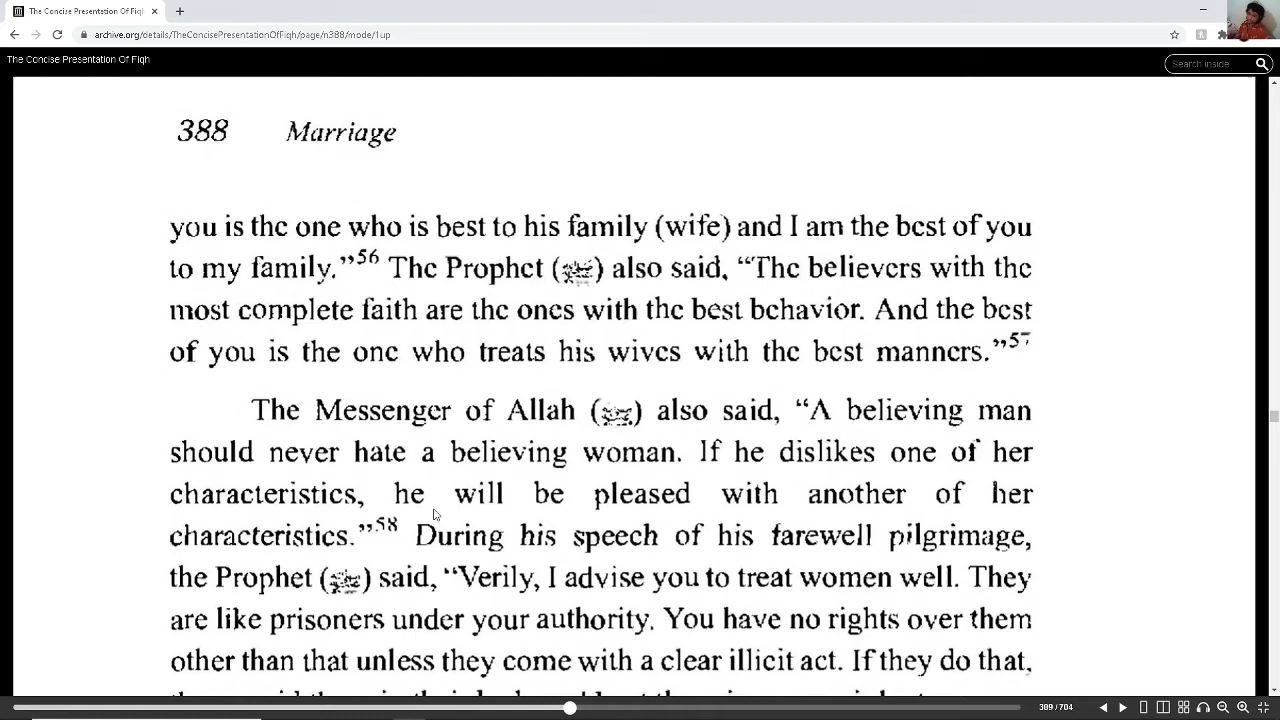 The Concise Presentation Of Fiq
archive.org/details/TheConcisePresentationOfFiqh/page/n388/mode/1up
The Concise Presentation Of Fiqh
Search inside
388 Marriage
you is the one who is best to his family (wife) and I am the best of you
to my family.”56 The Prophet (ﷺ) also said, “The believers with the
most complete faith are the ones with the best behavior. And the best
of you is the one who treats his wives with the best manners.”57
The Messenger of Allah (ﷺ) also said, “A believing man
should never hate a believing woman. If he dislikes one of her
characteristics, he will be pleased with another of her
characteristics.”58 During his speech of his farewell pilgrimage,
the Prophet (ﷺ) said, “Verily, I advise you to treat women well. They
are like prisoners under your authority. You have no rights over them
other than that unless they come with a clear illicit act. If they do that,
389 / 704